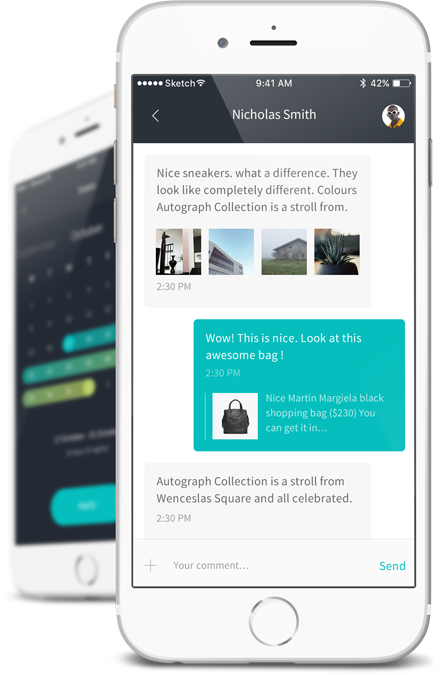 Sketch
9:41 AM
42%
Nicholas Smith
Nice sneakers. what a difference. They
look like completely different. Colours
Autograph Collection is a stroll from.
2:30 PM
Wow! This is nice. Look at this
awesome bag !
2:30 PM
Nice Martin Margiela black
shopping bag ($230) You
can get it in...
Autograph Collection is a stroll from
Wenceslas Square and all celebrated.
2:30 PM
Your comment...
Send
October